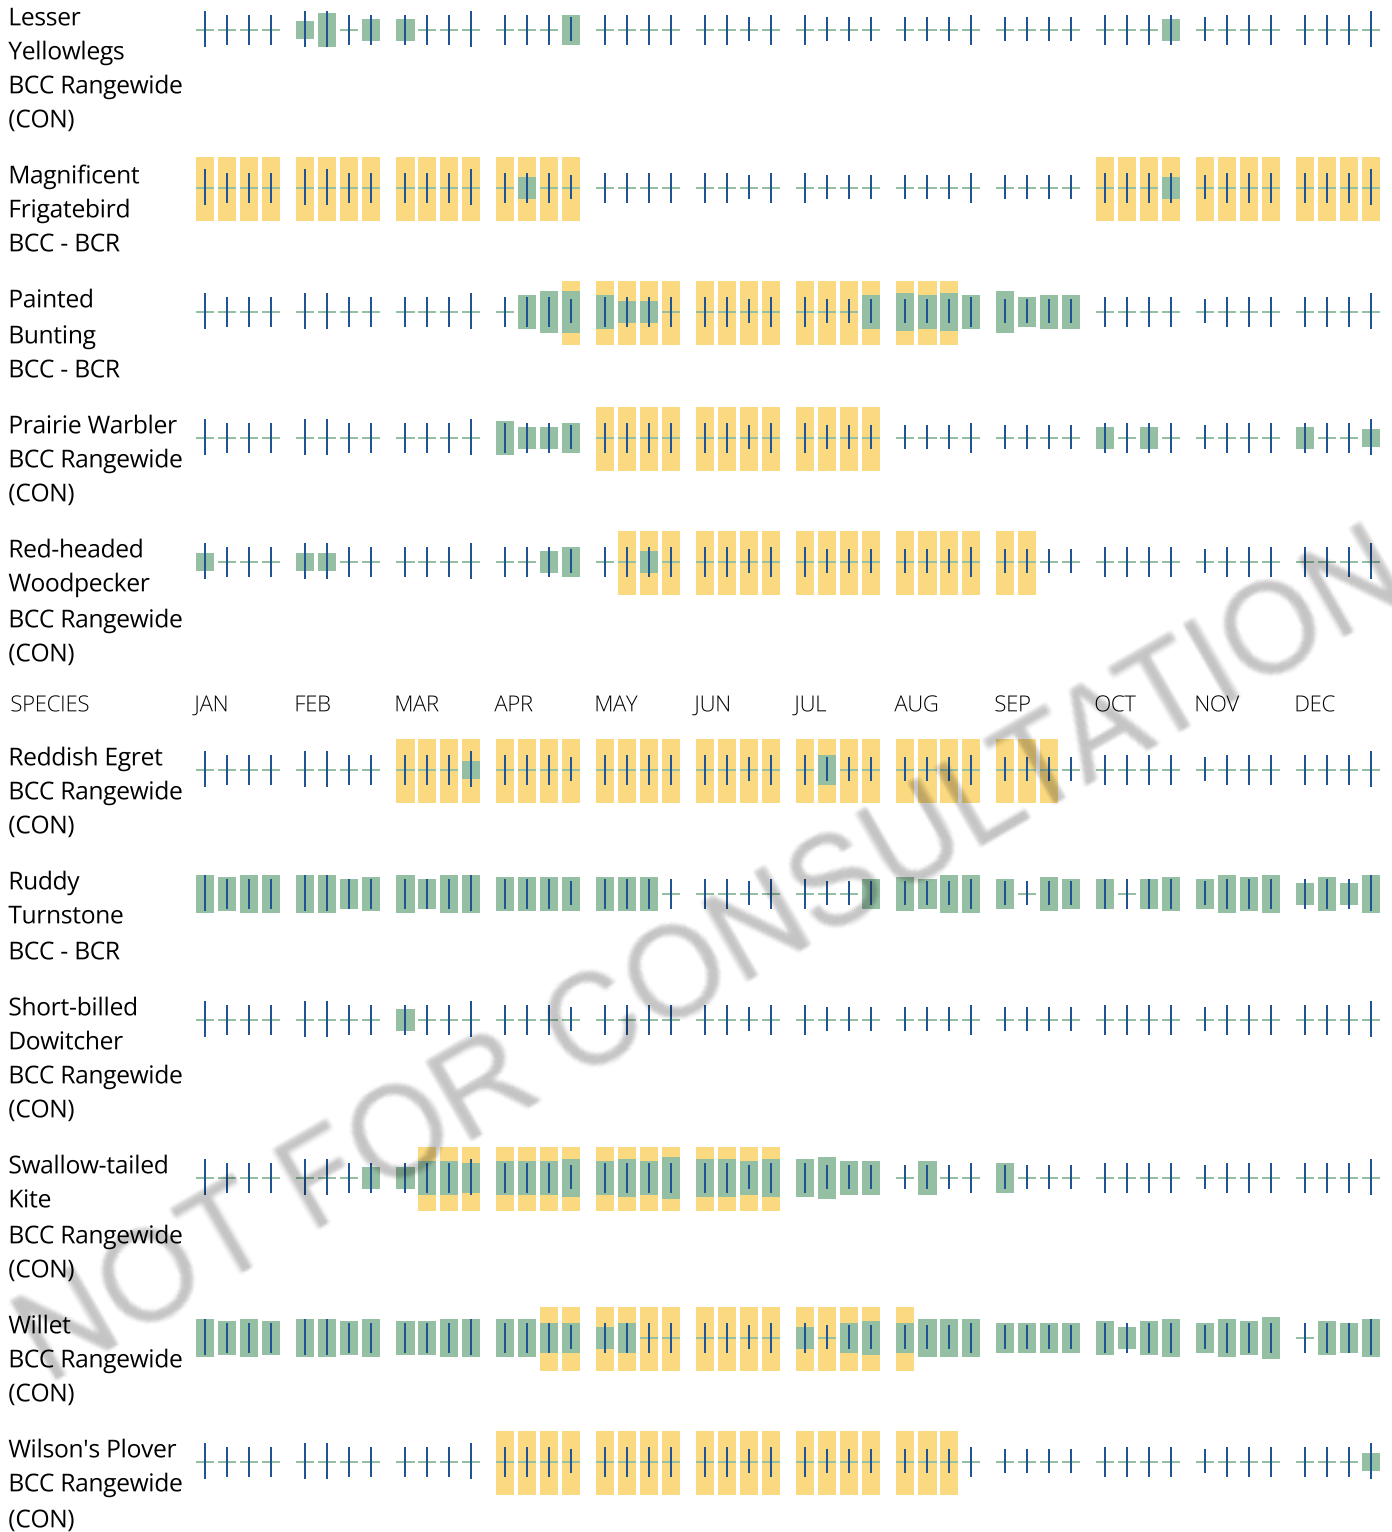 Lesser
Yellowlegs
BCC Rangewide
(CON)
Magnificent
Frigatebird
BCC - BCR
Painted
Bunting
BCC - BCR
Prairie Warbler
BCC Rangewide
(CON)
Red-headed
Woodpecker
BCC Rangewide
(CON)
SPECIES JAN FEB MAR APR MAY JUN JUL AUG SEP OCT NOV DEC
Reddish Egret
BCC Rangewide
(CON)
Ruddy
Turnstone
BCC - BCR
Short-billed
Dowitcher
BCC Rangewide
(CON)
Swallow-tailed
Kite
BCC Rangewide
(CON)
Willet
BCC Rangewide
(CON)
Wilson's Plover
BCC Rangewide
(CON)
NOT FOR CONSULTATION